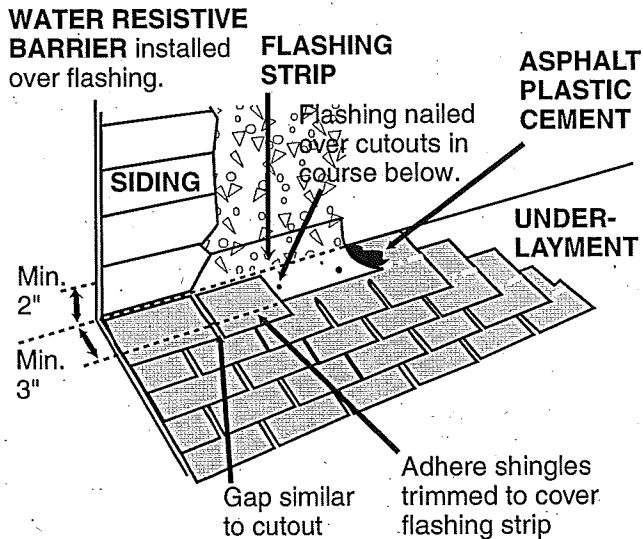 WATER RESISTIVE
BARRIER installed
over flashing.
FLASHING
STRIP
ASPHALT
PLASTIC
CEMENT
Flashing nailed
over cutouts in
course below.
SIDING
UNDER-
LAYMENT
Min.
2"
Min.
3"
Gap similar
to cutout
Adhere shingles
trimmed to cover
flashing strip